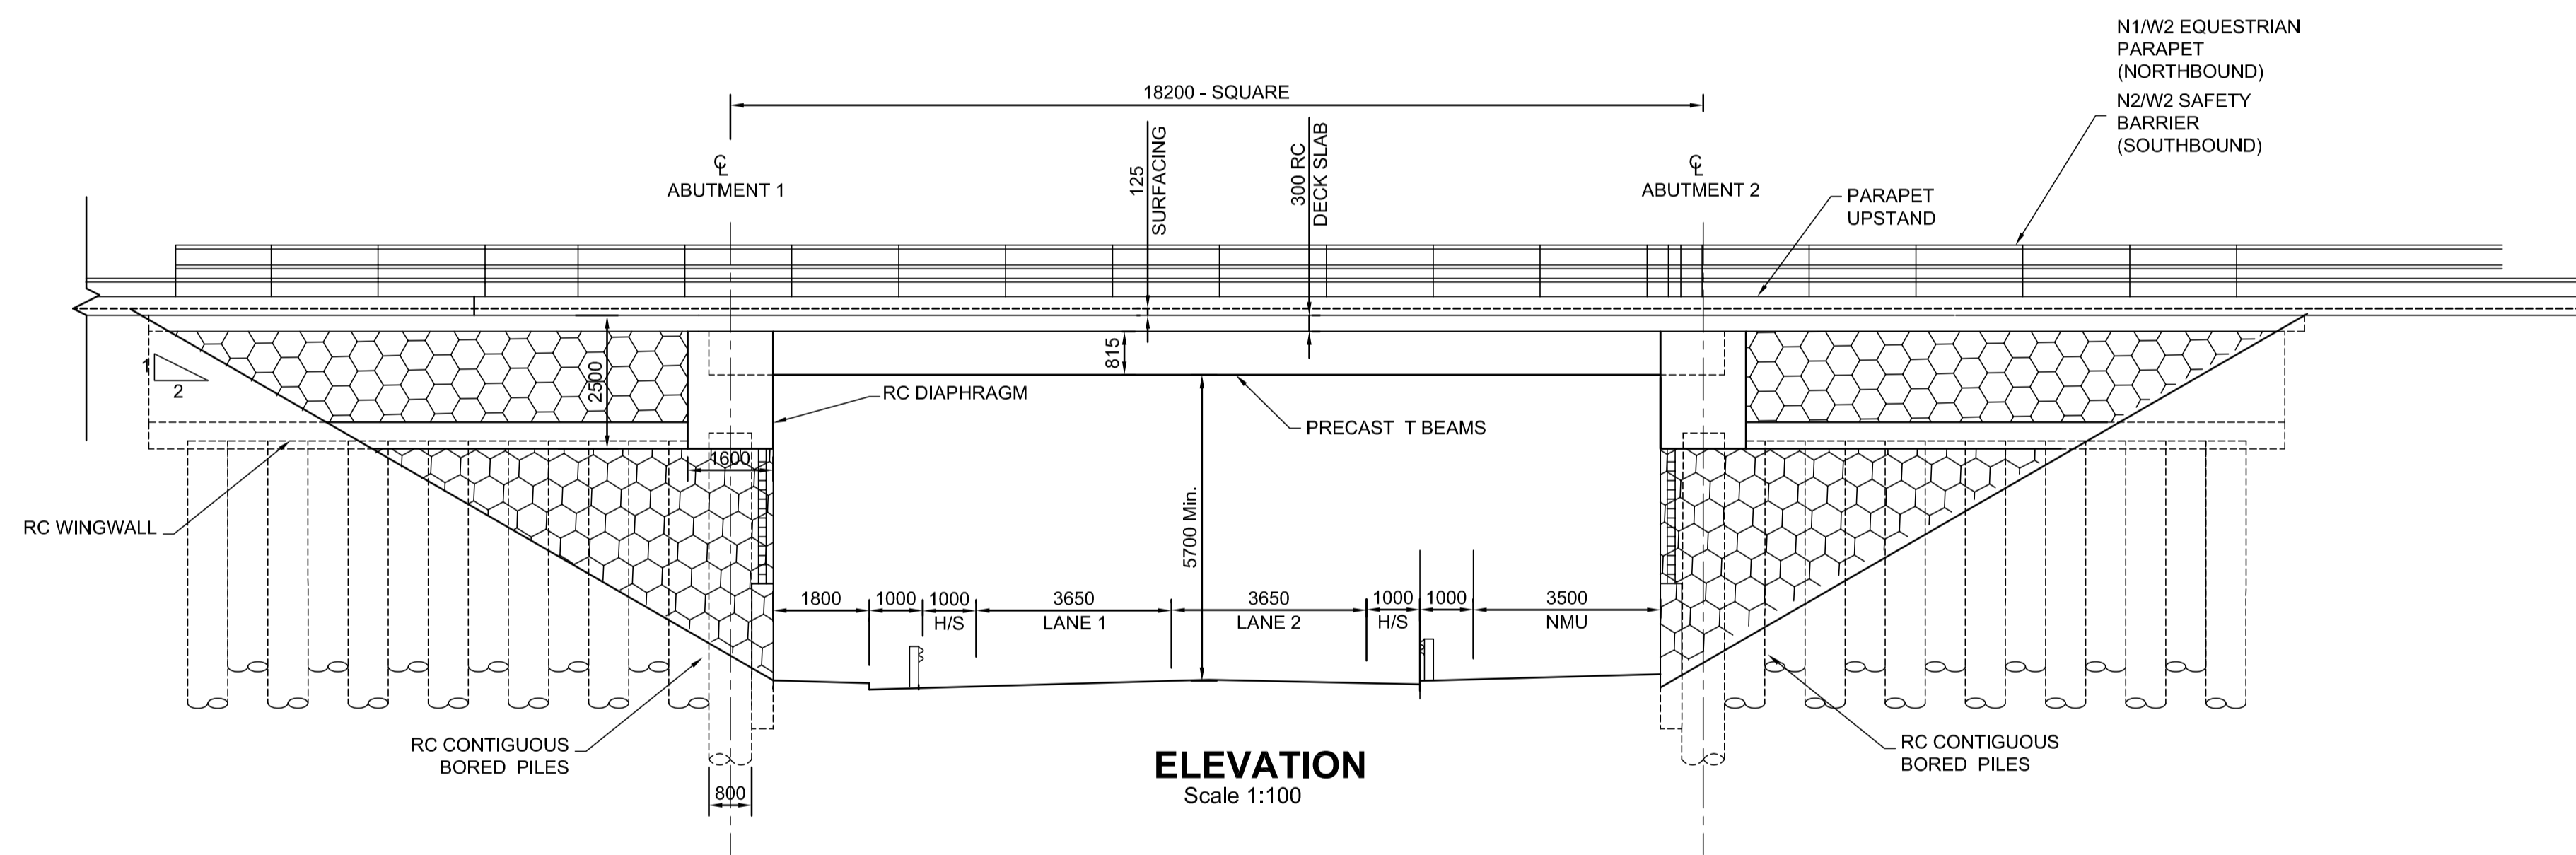 N1/W2 EQUESTRIAN
PARAPET
(NORTHBOUND)
N2/W2 SAFETY
BARRIER
(SOUTHBOUND)
18200 - SQUARE
125
SURFACING
300 RC
DECK SLAB
℄
ABUTMENT 1
℄
ABUTMENT 2
PARAPET
UPSTAND
1
2
2500
815
RC DIAPHRAGM
PRECAST T BEAMS
1600
RC WINGWALL
5700 Min.
1800
1000
1000
H/S
3650
LANE 1
3650
LANE 2
1000
H/S
1000
3500
NMU
RC CONTIGUOUS
BORED PILES
RC CONTIGUOUS
BORED PILES
800
ELEVATION
Scale 1:100